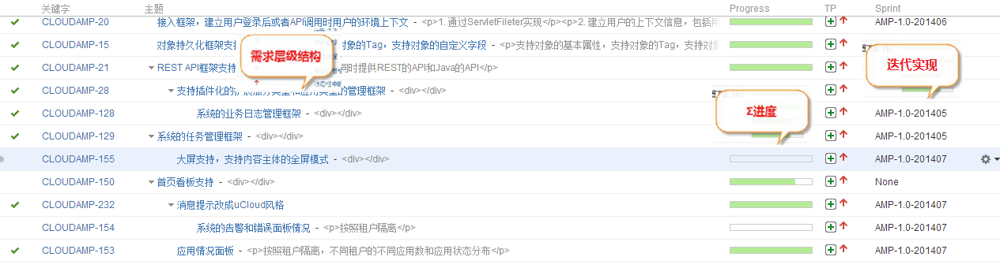 关键字 主题 Progress TP Sprint
CLOUDAMP-20 接入框架，建立用户登录后或者API调用时用户的环境上下文 - <p>1. 通过ServletFileter实现</p><p>2. 建立用户的上下文信息，包括用 AMP-1.0-201406
CLOUDAMP-15 对象持久化框架支 对象的Tag，支持对象的自定义字段 - <p>支持对象的基本属性，支持对象的Tag，支持对
CLOUDAMP-21 REST API框架支持 同时提供REST的API和Java的API</p>
需求层级结构
迭代实现
CLOUDAMP-28 支持插件化的扩展服务类型和应用类型的管理框架 - <div></div>
Σ进度
CLOUDAMP-128 系统的业务日志管理框架 - <div></div> AMP-1.0-201405
CLOUDAMP-129 系统的任务管理框架 - <div></div> AMP-1.0-201405
CLOUDAMP-155 大屏支持，支持内容主体的全屏模式 - <div></div> AMP-1.0-201407
CLOUDAMP-150 首页看板支持 - <div></div> None
CLOUDAMP-232 消息提示改成uCloud风格 AMP-1.0-201407
CLOUDAMP-154 系统的告警和错误面板情况 - <p>按照租户隔离</p> AMP-1.0-201407
CLOUDAMP-153 应用情况面板 - <p>按照租户隔离，不同租户的不同应用数和应用状态分布</p> AMP-1.0-201407